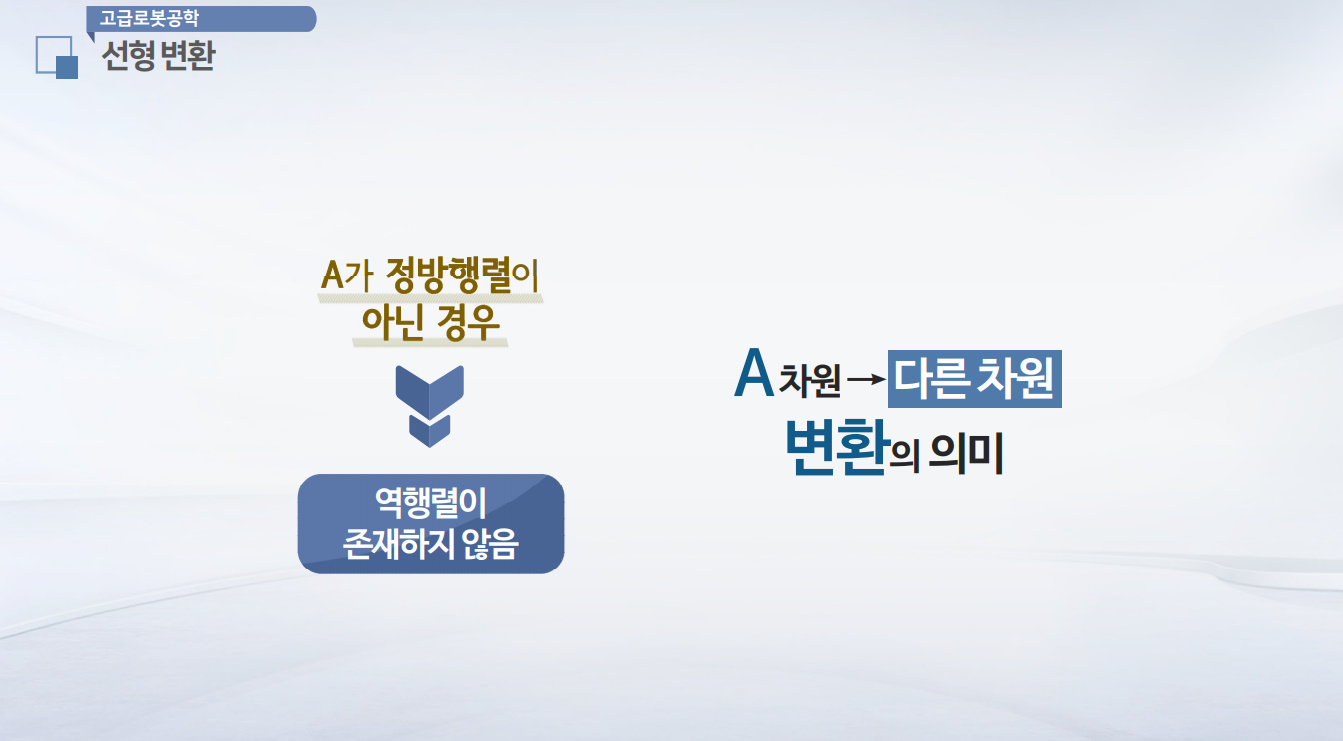 고급로봇공학
선형 변환
A가 정방행렬이
아닌 경우
역행렬이
존재하지 않음
A 차원 → 다른 차원
변환의 의미